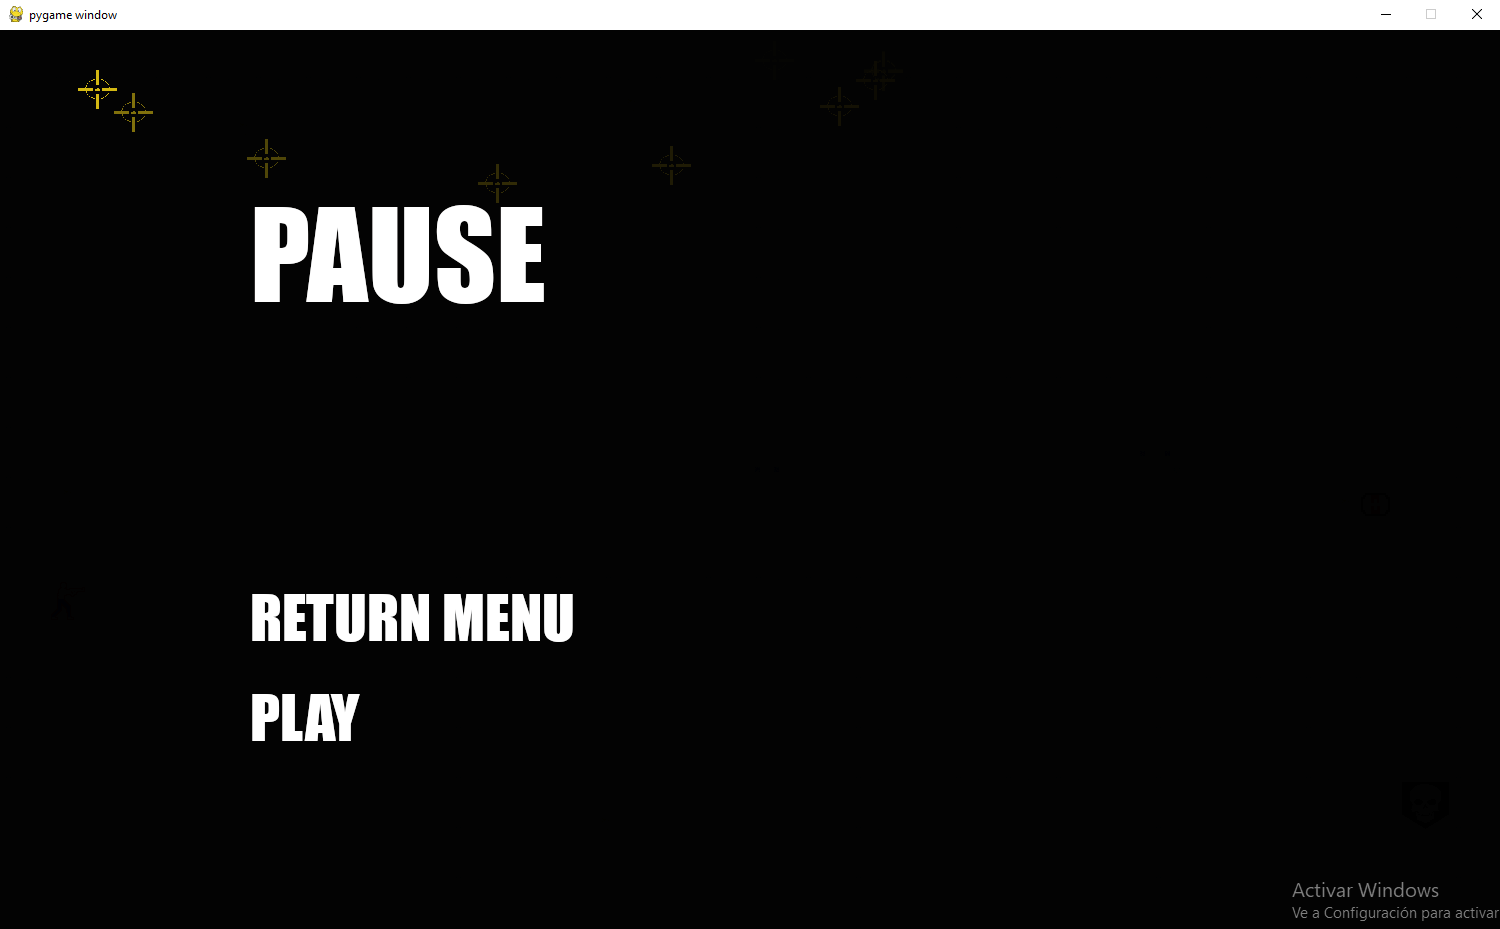 pygame window
PAUSE
RETURN MENU
PLAY
Activar Windows
Ve a Configuración para activar